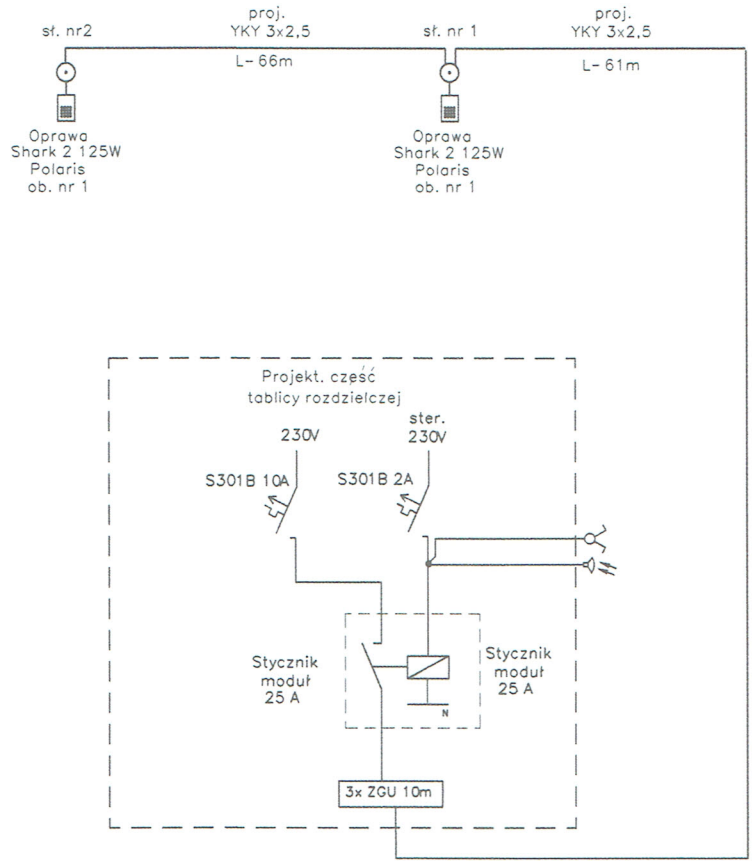 proj.
YKY 3x2,5
proj.
YKY 3x2,5
sł. nr2
sł. nr 1
L- 66m
L- 61m
Oprawa
Shark 2 125W
Polaris
ob. nr 1
Oprawa
Shark 2 125W
Polaris
ob. nr 1
Projekt. część
tablicy rozdzielczej
230V
ster.
230V
S301B 10A
S301B 2A
Stycznik
moduł
25 A
Stycznik
moduł
25 A
N
3x ZGU 10m